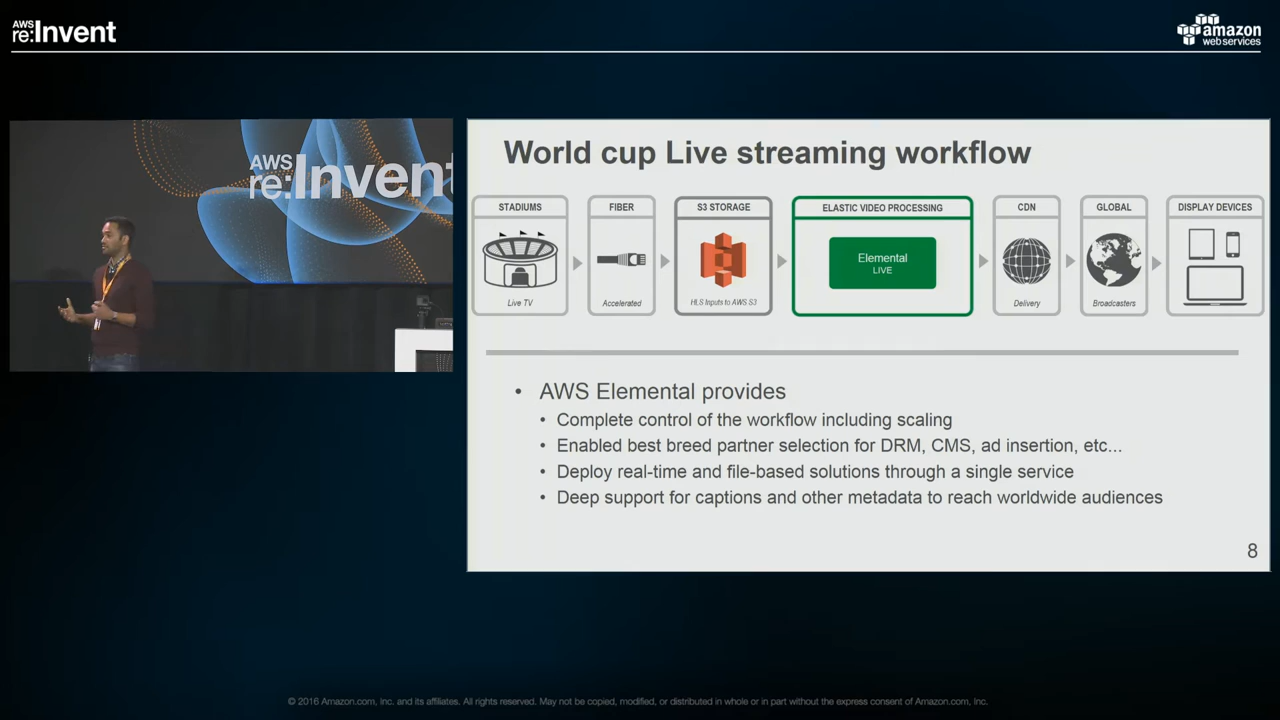 AWS
re:Invent
amazon
web services
AWS
re:Invent
World cup Live streaming workflow
STADIUMS
Live TV
FIBER
Accelerated
S3 STORAGE
HLS Inputs to AWS S3
ELASTIC VIDEO PROCESSING
Elemental
LIVE
CDN
Delivery
GLOBAL
Broadcasters
DISPLAY DEVICES
• AWS Elemental provides
• Complete control of the workflow including scaling
• Enabled best breed partner selection for DRM, CMS, ad insertion, etc...
• Deploy real-time and file-based solutions through a single service
• Deep support for captions and other metadata to reach worldwide audiences
8
© 2016 Amazon.com, Inc. and its affiliates. All rights reserved. May not be copied, modified, or distributed in whole or in part without the express consent of Amazon.com, Inc.